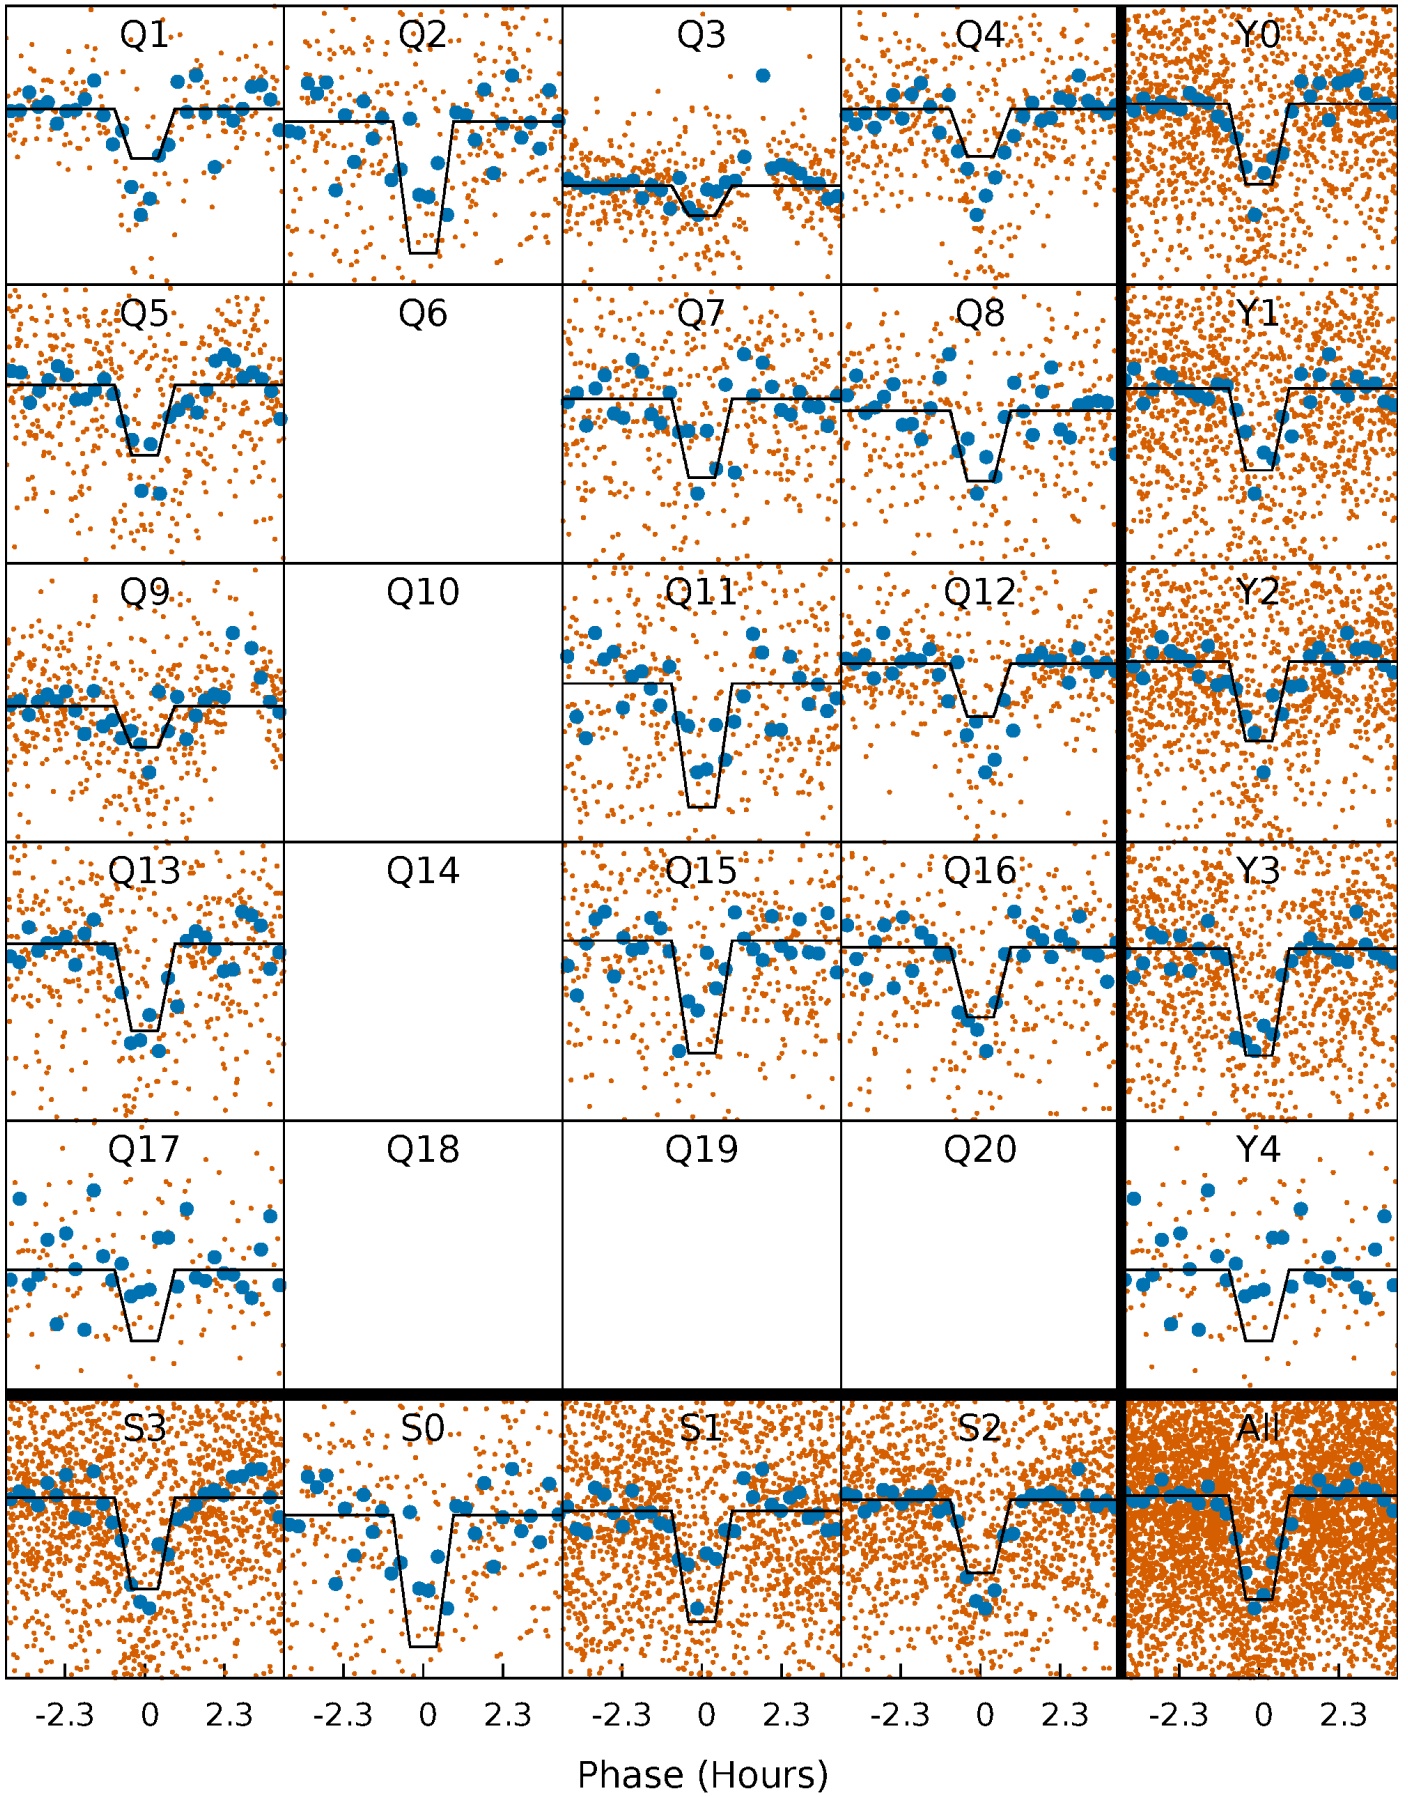 Q1 Q2 Q3 Q4 Y0
Q5 Q6 Q7 Q8 Y1
Q9 Q10 Q11 Q12 Y2
Q13 Q14 Q15 Q16 Y3
Q17 Q18 Q19 Q20 Y4
S3 S0 S1 S2 All
-2.3 0 2.3 -2.3 0 2.3 -2.3 0 2.3 -2.3 0 2.3 -2.3 0 2.3
Phase (Hours)